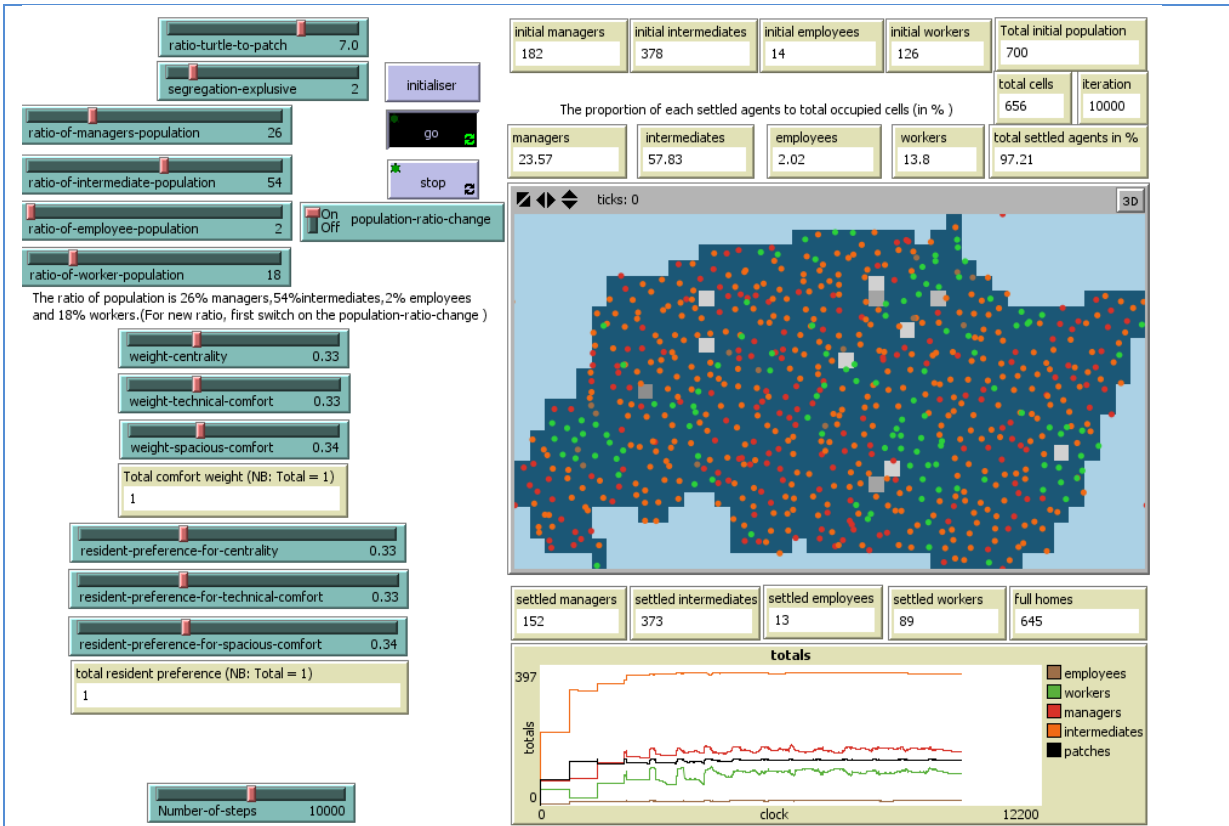 ratio-turtle-to-patch 7.0
segregation-explusive 2
initialiser
ratio-of-managers-population 26
go
ratio-of-intermediate-population 54
stop
ratio-of-employee-population 2
On
Off
population-ratio-change
ratio-of-worker-population 18
The ratio of population is 26% managers,54%intermediates,2% employees
and 18% workers.(For new ratio, first switch on the population-ratio-change )
weight-centrality 0.33
weight-technical-comfort 0.33
weight-spacious-comfort 0.34
Total comfort weight (NB: Total = 1)
1
resident-preference-for-centrality 0.33
resident-preference-for-technical-comfort 0.33
resident-preference-for-spacious-comfort 0.34
total resident preference (NB: Total = 1)
1
Number-of-steps 10000
initial managers
182
initial intermediates
378
initial employees
14
initial workers
126
Total initial population
700
total cells
656
iteration
10000
The proportion of each settled agents to total occupied cells (in % )
managers
23.57
intermediates
57.83
employees
2.02
workers
13.8
total settled agents in %
97.21
ticks: 0
3D
settled managers
152
settled intermediates
373
settled employees
13
settled workers
89
full homes
645
totals
397
totals
0
0
clock
12200
employees
workers
managers
intermediates
patches